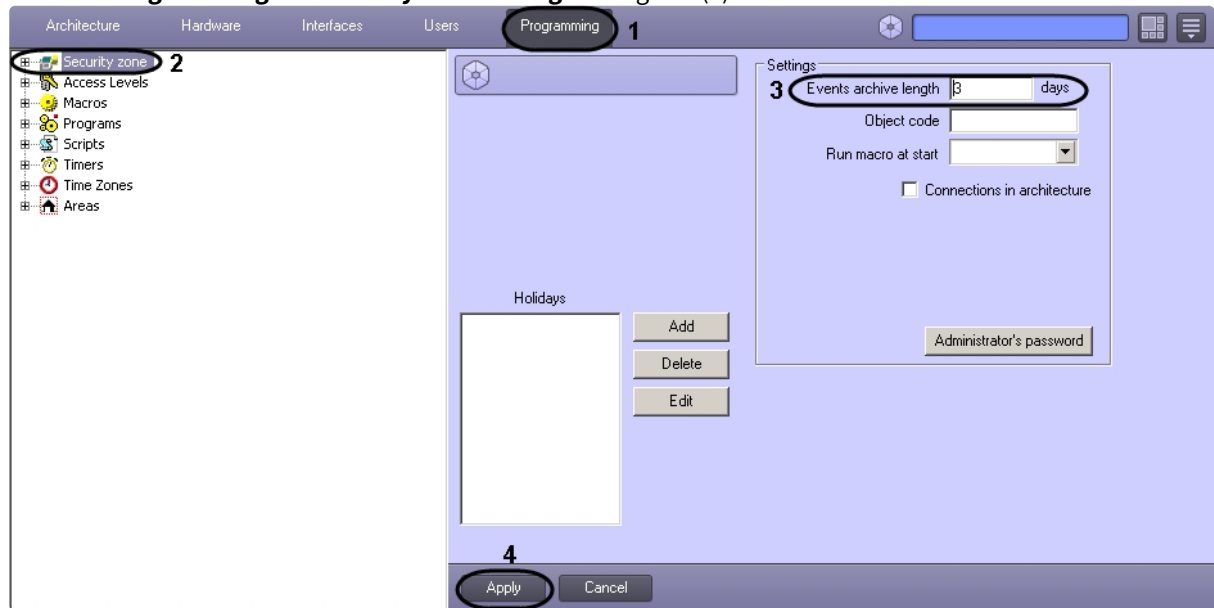 Architecture Hardware Interfaces Users Programming 1
Security zone 2
Access Levels
Macros
Programs
Scripts
Timers
Time Zones
Areas
Settings
3 Events archive length 3 days
Object code
Run macro at start
Connections in architecture
Administrator's password
Holidays
Add
Delete
Edit
4
Apply Cancel